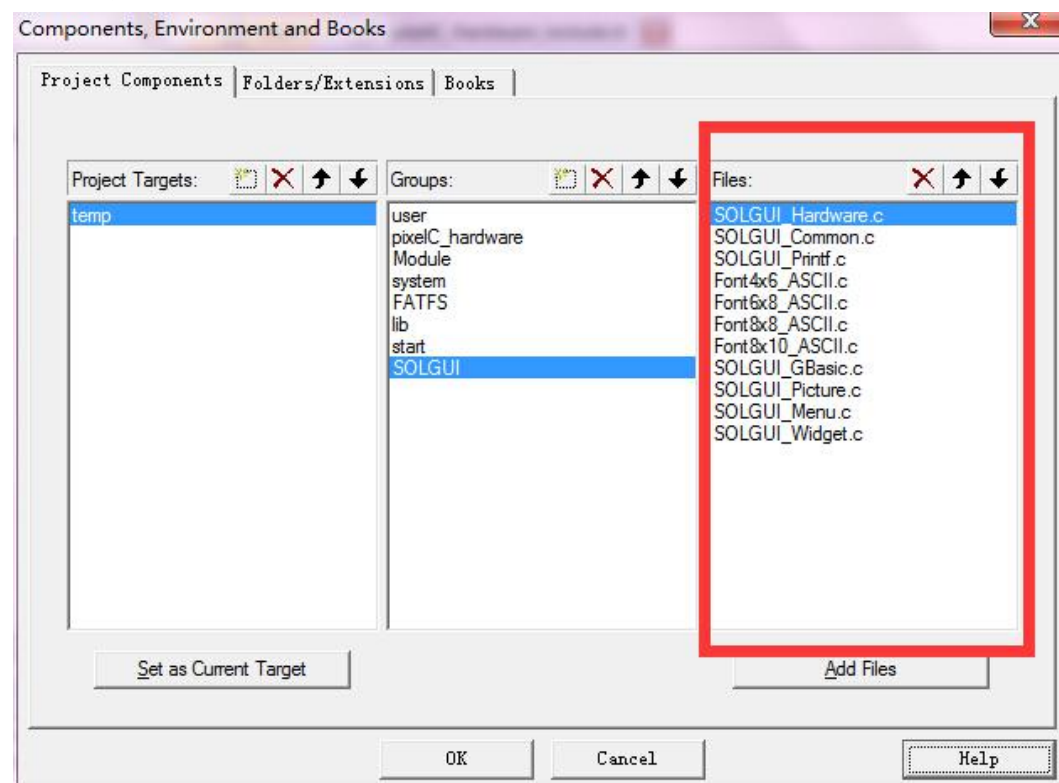 Components, Environment and Books
Project Components Folders/Extensions Books
Project Targets:
temp
Set as Current Target
Groups:
user
pixelC_hardware
Module
system
FATFS
lib
start
SOLGUI
Files:
SOLGUI_Hardware.c
SOLGUI_Common.c
SOLGUI_Printf.c
Font4x6_ASCII.c
Font6x8_ASCII.c
Font8x8_ASCII.c
Font8x10_ASCII.c
SOLGUI_GBasic.c
SOLGUI_Picture.c
SOLGUI_Menu.c
SOLGUI_Widget.c
Add Files
OK Cancel Help